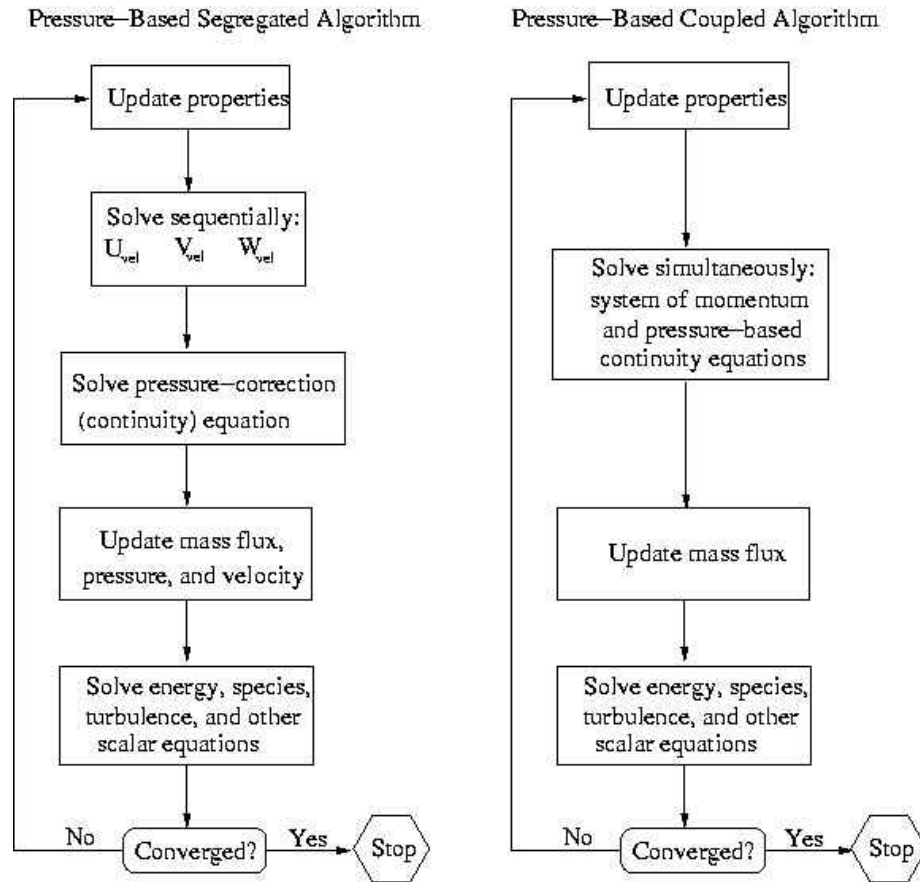 Pressure–Based Segregated Algorithm
Update properties
Solve sequentially:
U_vel V_vel W_vel
Solve pressure–correction
(continuity) equation
Update mass flux,
pressure, and velocity
Solve energy, species,
turbulence, and other
scalar equations
No
Converged?
Yes
Stop
Pressure–Based Coupled Algorithm
Update properties
Solve simultaneously:
system of momentum
and pressure–based
continuity equations
Update mass flux
Solve energy, species,
turbulence, and other
scalar equations
No
Converged?
Yes
Stop